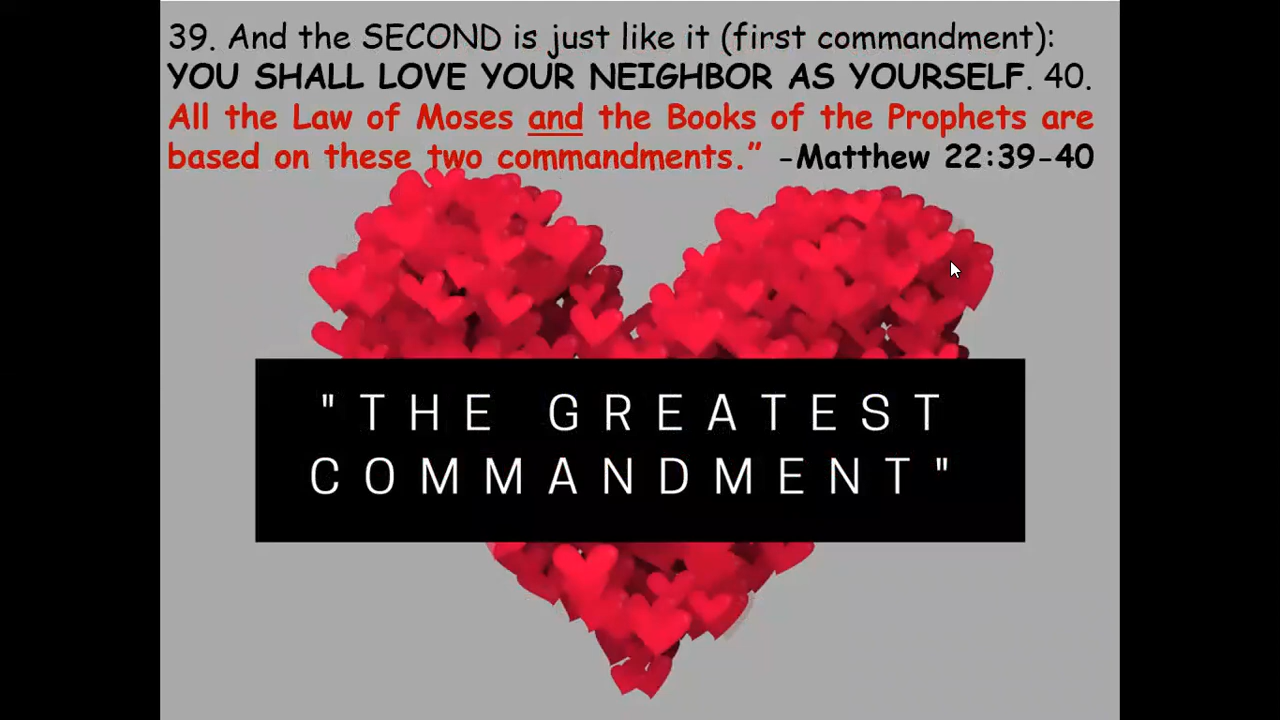 39. And the SECOND is just like it (first commandment):
YOU SHALL LOVE YOUR NEIGHBOR AS YOURSELF. 40.
All the Law of Moses and the Books of the Prophets are
based on these two commandments.” -Matthew 22:39-40
"THE GREATEST
COMMANDMENT"